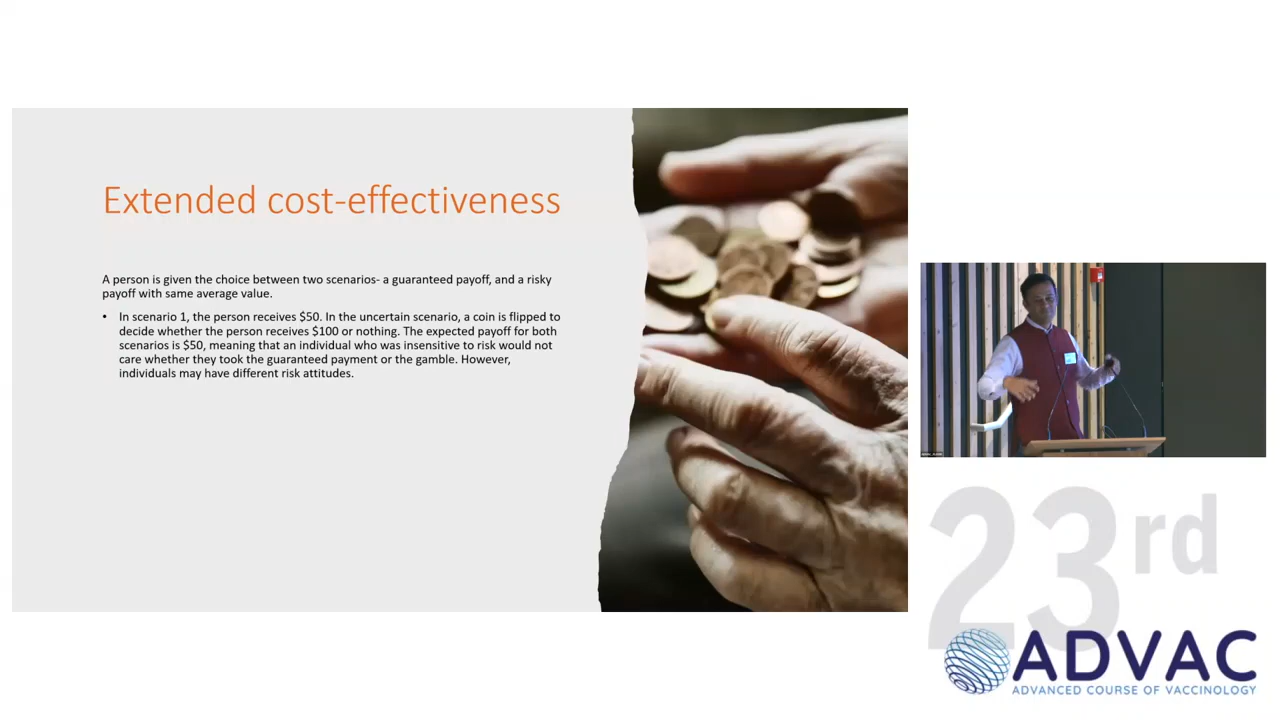 Extended cost-effectiveness
A person is given the choice between two scenarios- a guaranteed payoff, and a risky
payoff with same average value.
• In scenario 1, the person receives $50. In the uncertain scenario, a coin is flipped to
decide whether the person receives $100 or nothing. The expected payoff for both
scenarios is $50, meaning that an individual who was insensitive to risk would not
care whether they took the guaranteed payment or the gamble. However,
individuals may have different risk attitudes.
23rd
ADVAC
ADVANCED COURSE OF VACCINOLOGY